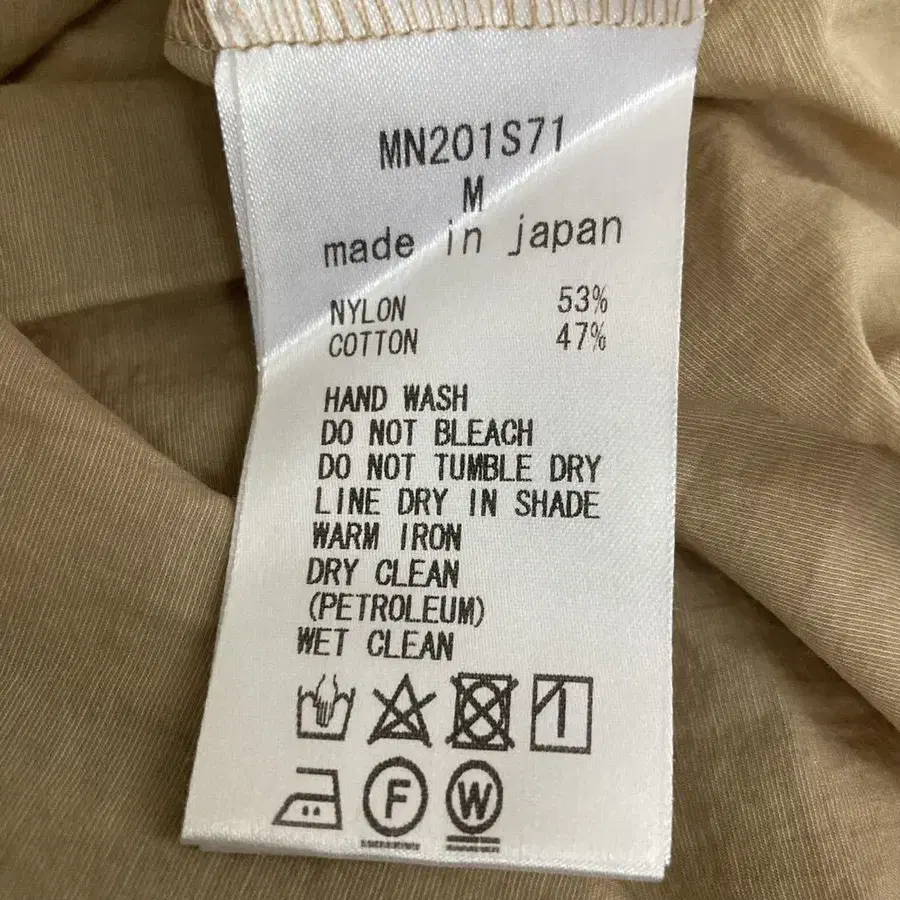 MN201S71
M
made in japan
NYLON 53%
COTTON 47%
HAND WASH
DO NOT BLEACH
DO NOT TUMBLE DRY
LINE DRY IN SHADE
WARM IRON
DRY CLEAN
(PETROLEUM)
WET CLEAN
F W